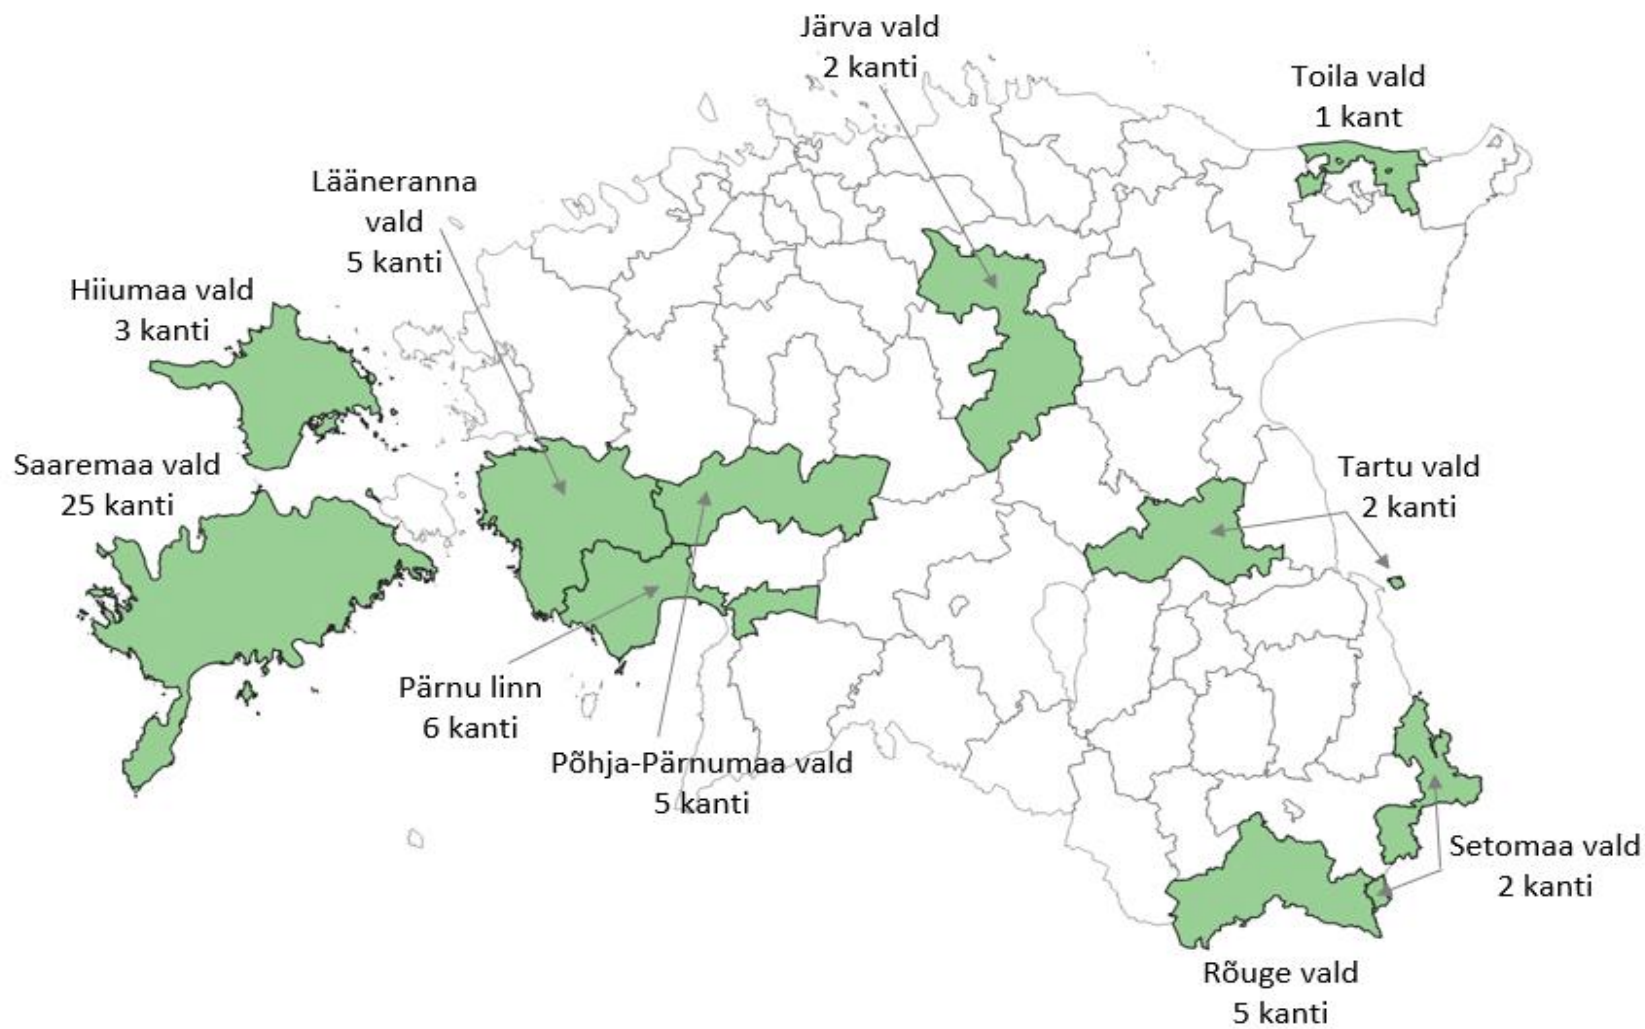 Järva vald
2 kanti
Toila vald
1 kant
Lääneranna
vald
5 kanti
Hiiumaa vald
3 kanti
Saaremaa vald
25 kanti
Tartu vald
2 kanti
Pärnu linn
6 kanti
Põhja-Pärnumaa vald
5 kanti
Setomaa vald
2 kanti
Rõuge vald
5 kanti